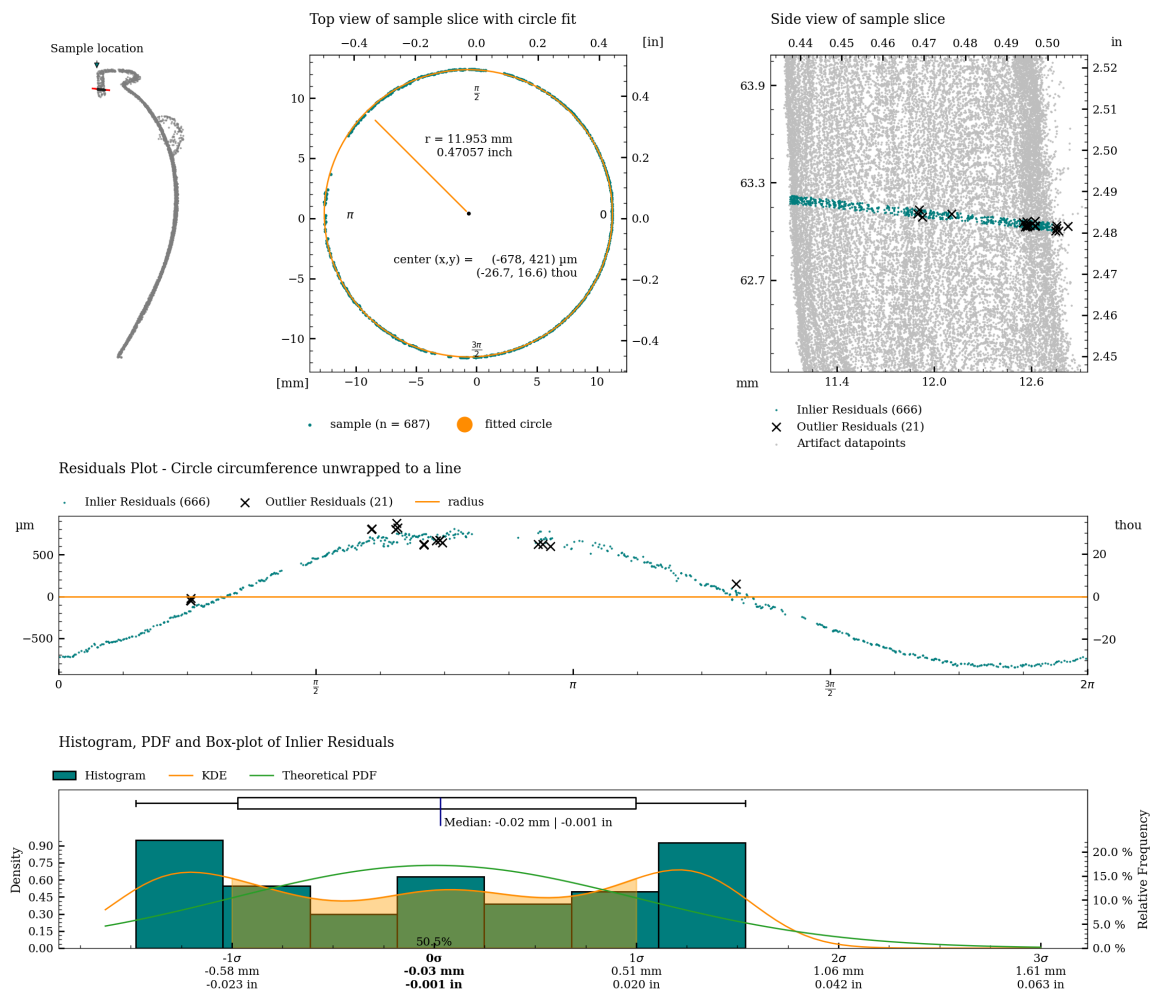 Sample location
Top view of sample slice with circle fit
−0.4 −0.2 0.0 0.2 0.4 [in]
10
5
0
−5
−10
[mm]
−10 −5 0 5 10
0.4
0.2
0.0
−0.2
−0.4
π/2
r = 11.953 mm
0.47057 inch
π 0
center (x,y) = (-678, 421) µm
(-26.7, 16.6) thou
3π/2
sample (n = 687) fitted circle
Side view of sample slice
0.44 0.45 0.46 0.47 0.48 0.49 0.50 in
63.9
63.3
62.7
mm
11.4 12.0 12.6
2.52
2.51
2.50
2.49
2.48
2.47
2.46
2.45
Inlier Residuals (666)
Outlier Residuals (21)
Artifact datapoints
Residuals Plot - Circle circumference unwrapped to a line
Inlier Residuals (666) Outlier Residuals (21) radius
µm thou
500 20
0 0
−500 −20
0 π/2 π 3π/2 2π
Histogram, PDF and Box-plot of Inlier Residuals
Histogram KDE Theoretical PDF
Median: -0.02 mm | -0.001 in
Density
0.90
0.75
0.60
0.45
0.30
0.15
0.00
50.5%
20.0 %
15.0 %
10.0 %
5.0 %
0.0 %
Relative Frequency
-1σ 0σ 1σ 2σ 3σ
-0.58 mm -0.03 mm 0.51 mm 1.06 mm 1.61 mm
-0.023 in -0.001 in 0.020 in 0.042 in 0.063 in